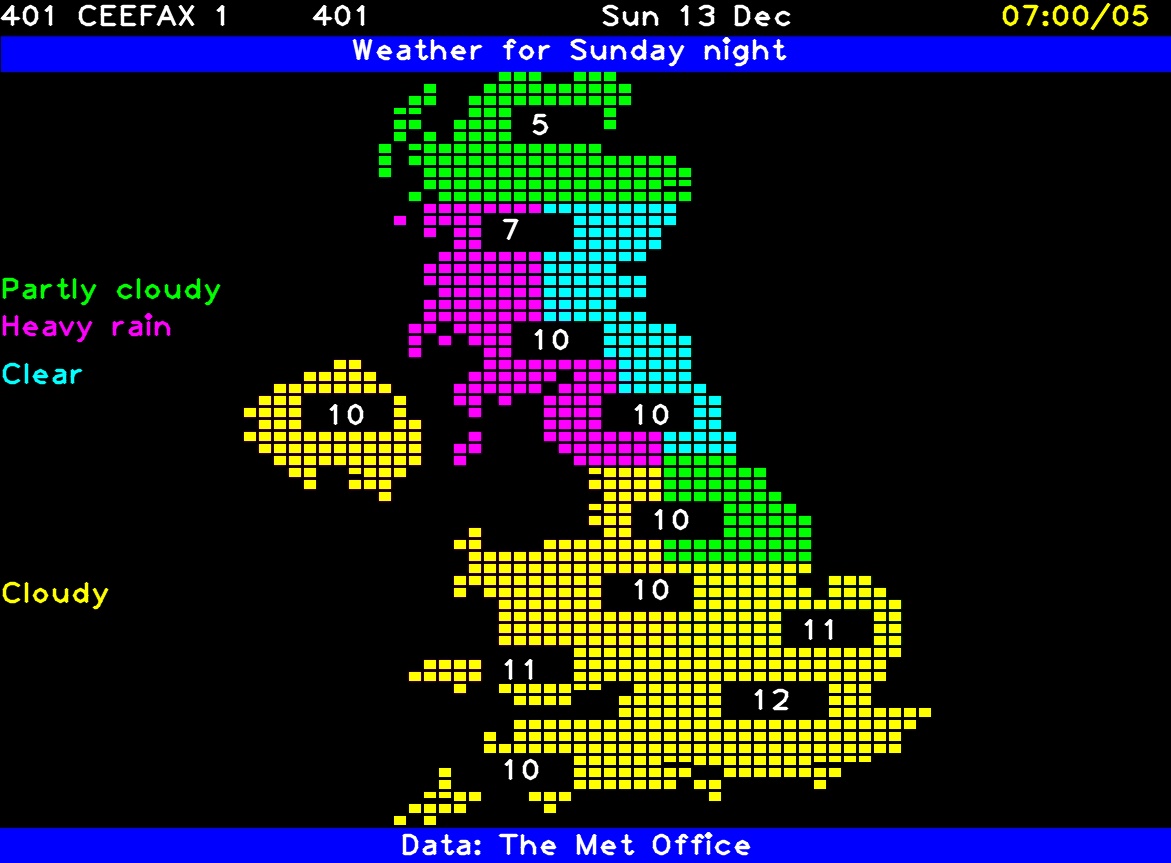 401 CEEFAX 1 401 Sun 13 Dec 07:00/05
Weather for Sunday night
5
7
Partly cloudy
Heavy rain
10
Clear
10 10
10
Cloudy 10
11
11
12
10
Data: The Met Office